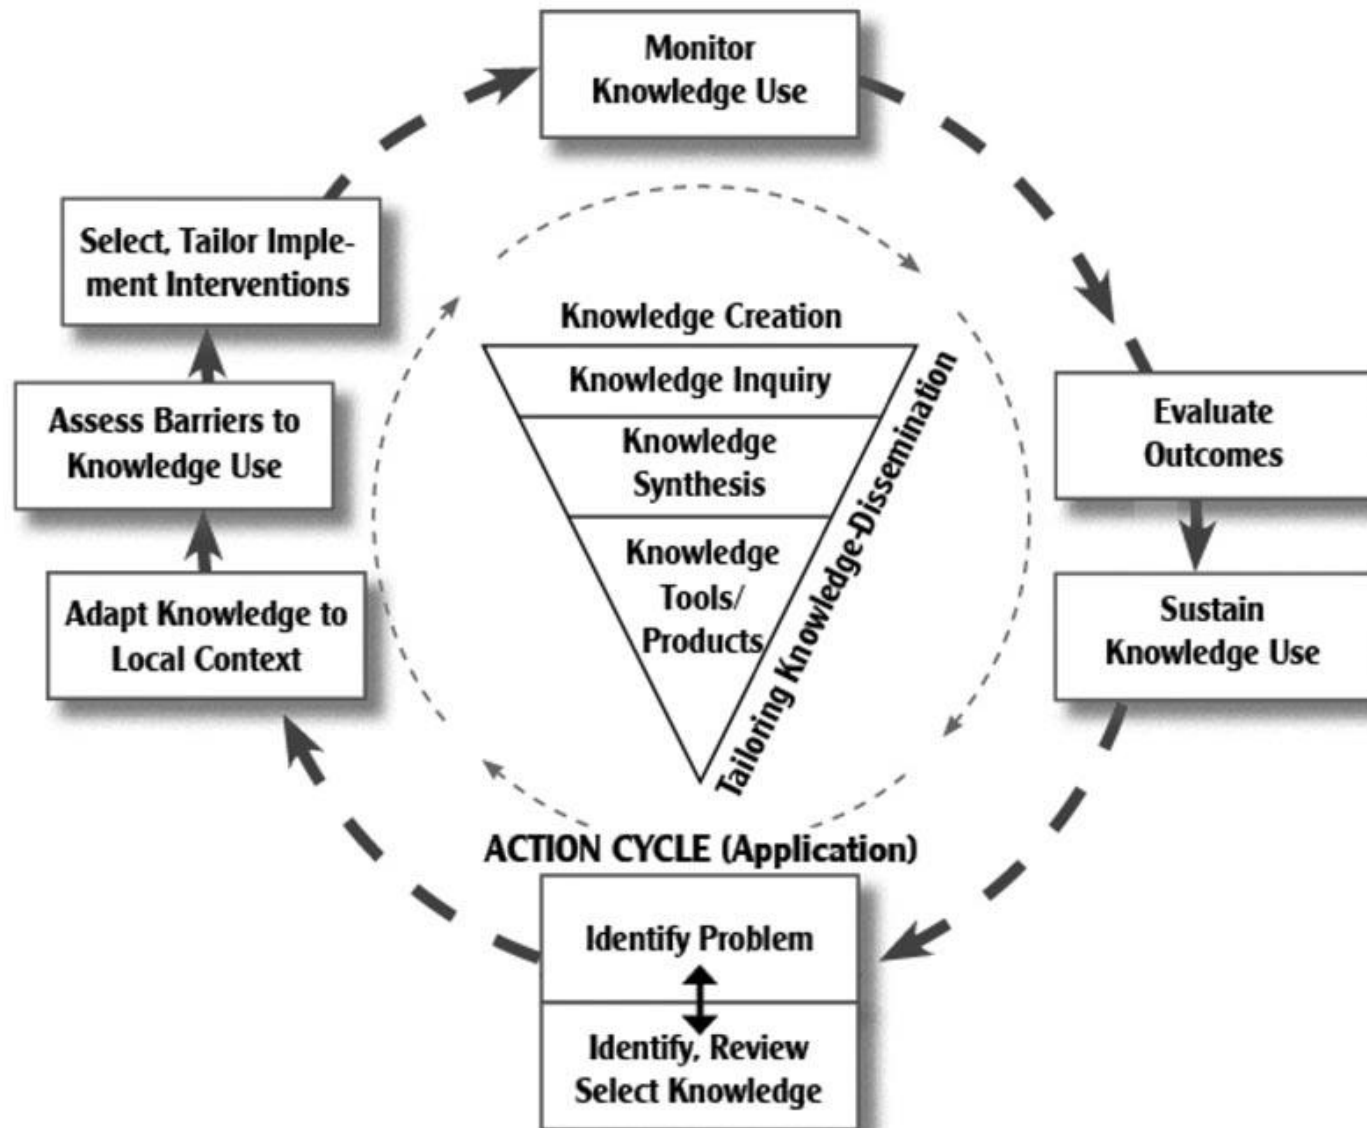 Monitor
Knowledge Use
Select, Tailor Imple-
ment Interventions
Knowledge Creation
Knowledge Inquiry
Assess Barriers to
Knowledge Use
Evaluate
Outcomes
Knowledge
Synthesis
Knowledge
Tools/
Products
Tailoring Knowledge-Dissemination
Adapt Knowledge to
Local Context
Sustain
Knowledge Use
ACTION CYCLE (Application)
Identify Problem
Identify, Review
Select Knowledge